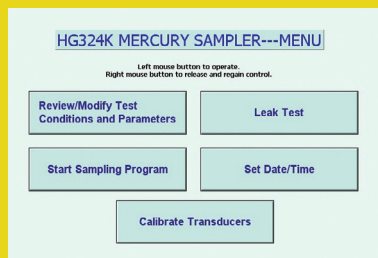 HG324K MERCURY SAMPLER---MENU
Left mouse button to operate.
Right mouse button to release and regain control.
Review/Modify Test
Conditions and Parameters
Leak Test
Start Sampling Program
Set Date/Time
Calibrate Transducers